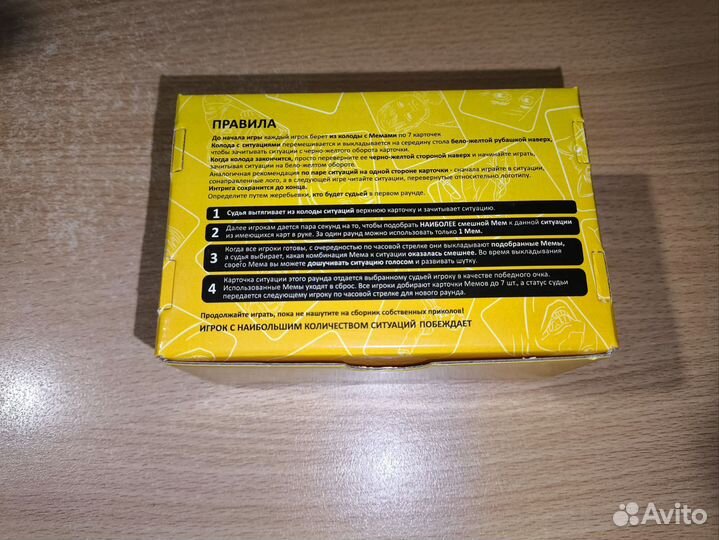 ПРАВИЛА
До начала игры каждый игрок берет из колоды с Мемами по 7 карточек
Колода с ситуациями перемешивается и выкладывается на середину стола бело-желтой рубашкой наверх,
чтобы зачитывать ситуации с черно-желтого оборота карточки.
Когда колода закончится, просто переверните ее черно-желтой стороной наверх и начинайте играть,
зачитывая ситуации на бело-желтом обороте.
Аналогичная рекомендация по паре ситуаций на одной стороне карточки - сначала играйте в ситуации,
сонаправленные лого, а в следующей игре читайте ситуации, перевернутые относительно логотипу.
Интрига сохранится до конца.
Определите путем жеребьевки, кто будет судьей в первом раунде.
1 Судья вытягивает из колоды ситуаций верхнюю карточку и зачитывает ситуацию.
2 Далее игрокам дается пара секунд на то, чтобы подобрать НАИБОЛЕЕ смешной Мем к данной ситуации
из имеющихся карт в руке. За один раунд можно использовать только 1 Мем.
3 Когда все игроки готовы, с очередностью по часовой стрелке они выкладывают подобранные Мемы,
а судья выбирает, какая комбинация Мема к ситуации оказалась смешнее. Во время выкладывания
своего Мема вы можете дошучивать ситуацию голосом и развивать шутку.
4 Карточка ситуации этого раунда отдается выбранному судьей игроку в качестве победного очка.
Использованные Мемы уходят в сброс. Все игроки добирают карточки Мемов до 7 шт., а статус судьи
передается следующему игроку по часовой стрелке для нового раунда.
Продолжайте играть, пока не нашутите на сборник собственных приколов!
ИГРОК С НАИБОЛЬШИМ КОЛИЧЕСТВОМ СИТУАЦИЙ ПОБЕЖДАЕТ
Avito